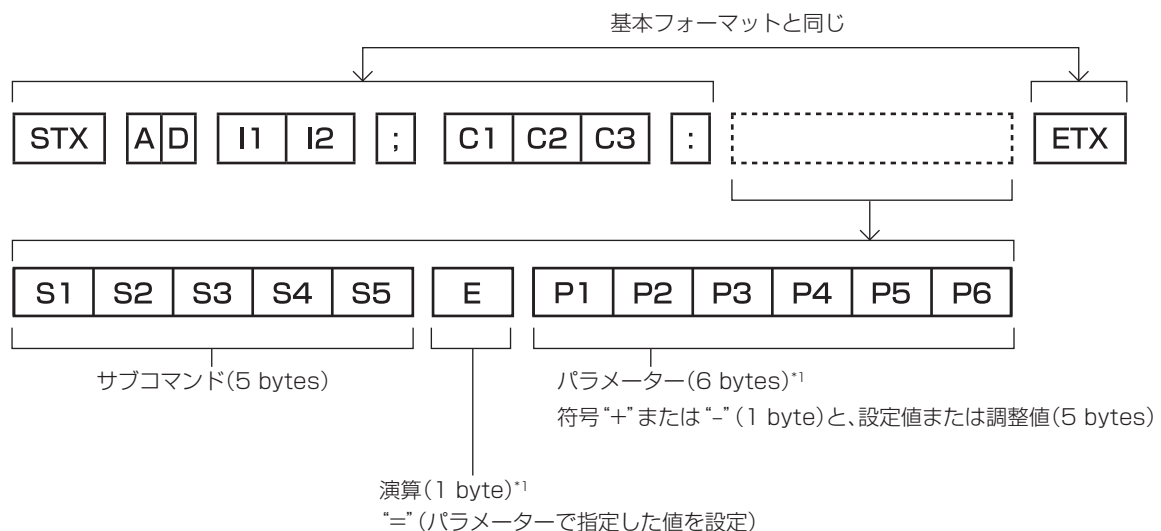 基本フォーマットと同じ
STX A D I1 I2 ; C1 C2 C3 : ETX
S1 S2 S3 S4 S5 E P1 P2 P3 P4 P5 P6
サブコマンド(5 bytes)
パラメーター(6 bytes)*1
符号“+”または“–”(1 byte)と、設定値または調整値(5 bytes)
演算(1 byte)*1
“=”(パラメーターで指定した値を設定)